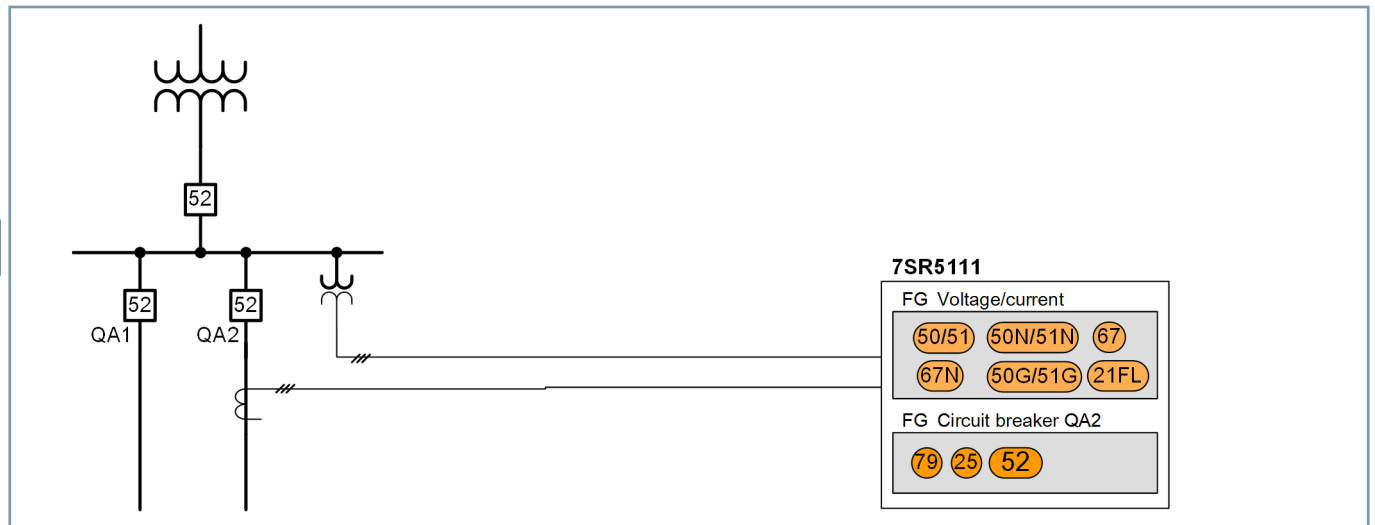 52
52
52
QA1
QA2
7SR5111
FG Voltage/current
50/51 50N/51N 67
67N 50G/51G 21FL
FG Circuit breaker QA2
79 25 52